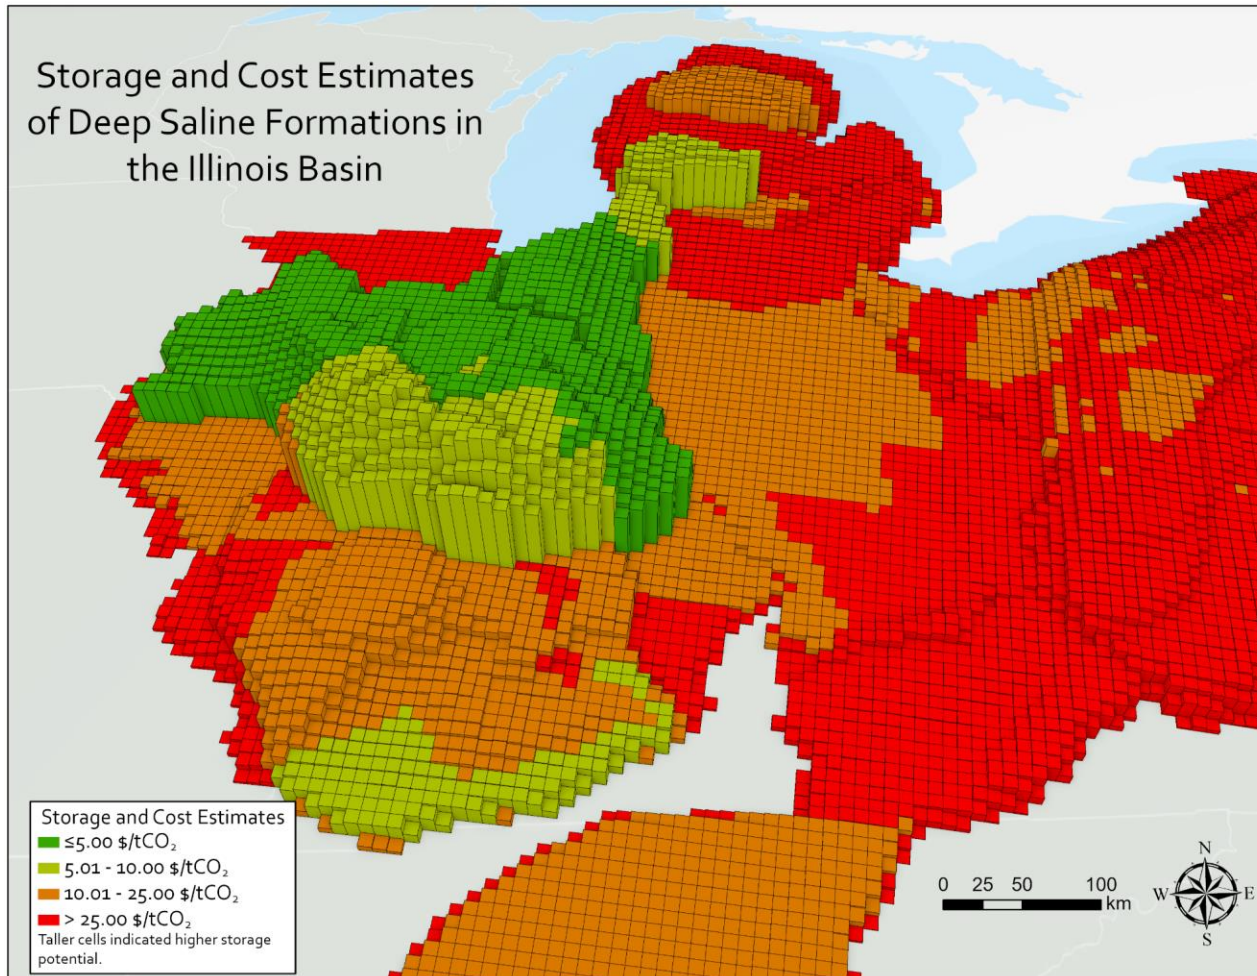 Storage and Cost Estimates
of Deep Saline Formations in
the Illinois Basin
Storage and Cost Estimates
≤5.00 $/tCO₂
5.01 - 10.00 $/tCO₂
10.01 - 25.00 $/tCO₂
> 25.00 $/tCO₂
Taller cells indicated higher storage
potential.
0 25 50 100
km
N
W E
S